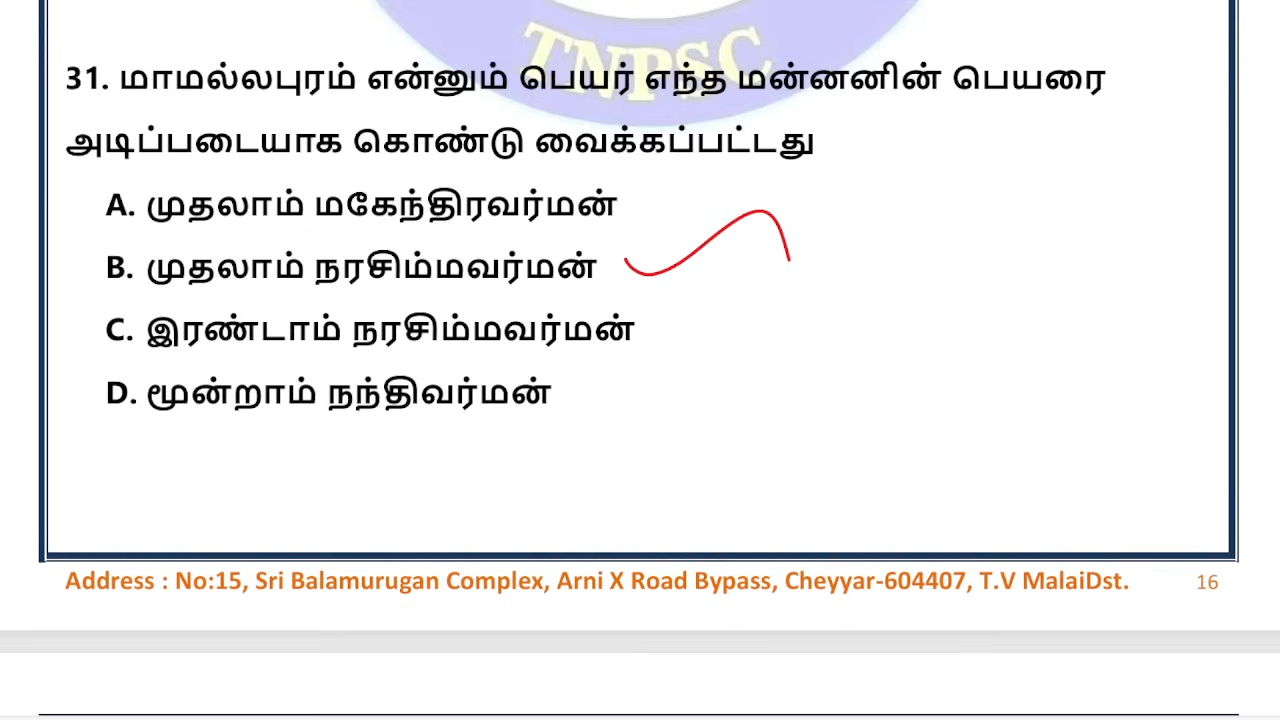 TNPSC
31. மாமல்லபுரம் என்னும் பெயர் எந்த மன்னனின் பெயரை
அடிப்படையாக கொண்டு வைக்கப்பட்டது
A. முதலாம் மகேந்திரவர்மன்
B. முதலாம் நரசிம்மவர்மன்
C. இரண்டாம் நரசிம்மவர்மன்
D. மூன்றாம் நந்திவர்மன்
Address : No:15, Sri Balamurugan Complex, Arni X Road Bypass, Cheyyar-604407, T.V MalaiDst. 16